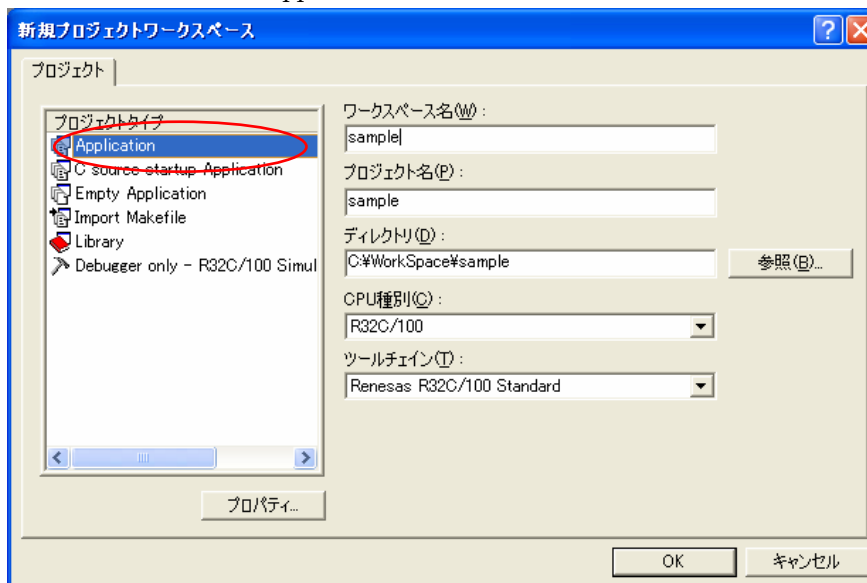 新規プロジェクトワークスペース
プロジェクト
プロジェクトタイプ
Application
C source startup Application
Empty Application
Import Makefile
Library
Debugger only - R32C/100 Simul
プロパティ...
ワークスペース名(W):
sample
プロジェクト名(P):
sample
ディレクトリ(D):
C:¥WorkSpace¥sample
参照(B)...
CPU種別(C):
R32C/100
ツールチェイン(T):
Renesas R32C/100 Standard
OK
キャンセル